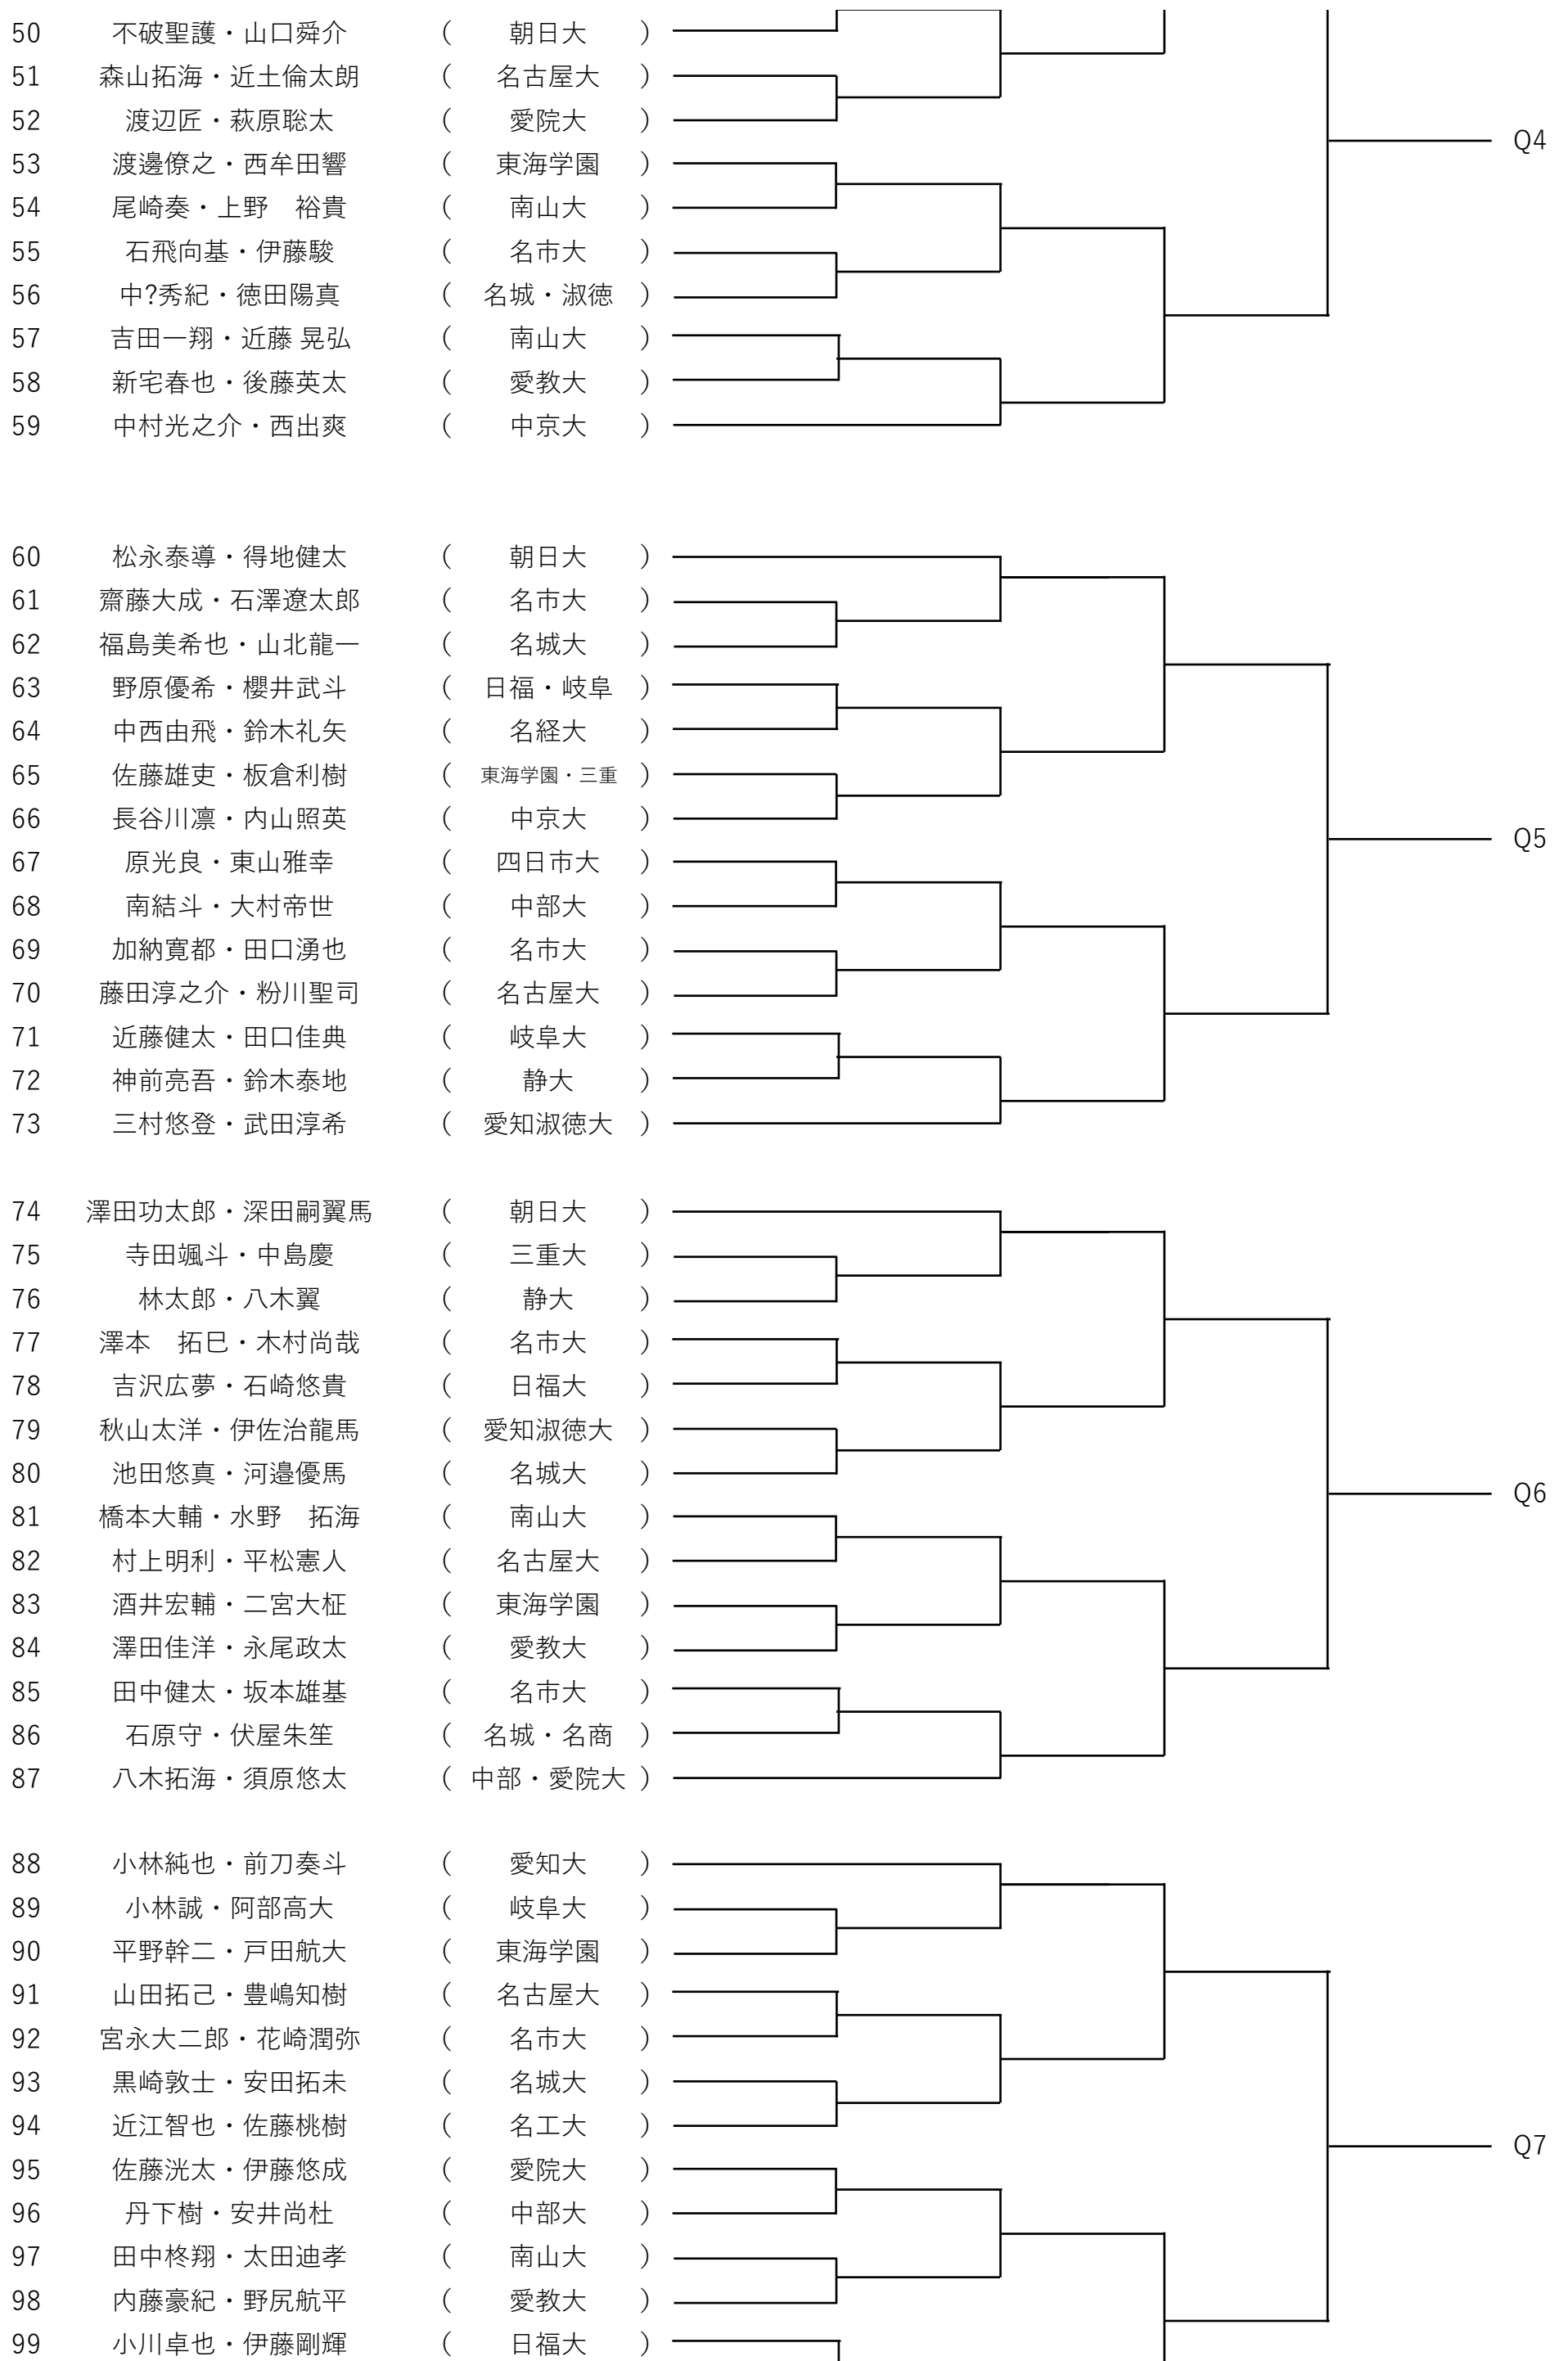 50 不破聖護・山口舜介 ( 朝日大 )
51 森山拓海・近土倫太朗 ( 名古屋大 )
52 渡辺匠・萩原聡太 ( 愛院大 )
Q4
53 渡邊僚之・西牟田響 ( 東海学園 )
54 尾崎奏・上野　裕貴 ( 南山大 )
55 石飛向基・伊藤駿 ( 名市大 )
56 中?秀紀・徳田陽真 ( 名城・淑徳 )
57 吉田一翔・近藤 晃弘 ( 南山大 )
58 新宅春也・後藤英太 ( 愛教大 )
59 中村光之介・西出爽 ( 中京大 )
60 松永泰導・得地健太 ( 朝日大 )
61 齋藤大成・石澤遼太郎 ( 名市大 )
62 福島美希也・山北龍一 ( 名城大 )
63 野原優希・櫻井武斗 ( 日福・岐阜 )
64 中西由飛・鈴木礼矢 ( 名経大 )
65 佐藤雄吏・板倉利樹 ( 東海学園・三重 )
66 長谷川凛・内山照英 ( 中京大 )
Q5
67 原光良・東山雅幸 ( 四日市大 )
68 南結斗・大村帝世 ( 中部大 )
69 加納寛都・田口湧也 ( 名市大 )
70 藤田淳之介・粉川聖司 ( 名古屋大 )
71 近藤健太・田口佳典 ( 岐阜大 )
72 神前亮吾・鈴木泰地 ( 静大 )
73 三村悠登・武田淳希 ( 愛知淑徳大 )
74 澤田功太郎・深田嗣翼馬 ( 朝日大 )
75 寺田颯斗・中島慶 ( 三重大 )
76 林太郎・八木翼 ( 静大 )
77 澤本　拓巳・木村尚哉 ( 名市大 )
78 吉沢広夢・石崎悠貴 ( 日福大 )
79 秋山太洋・伊佐治龍馬 ( 愛知淑徳大 )
80 池田悠真・河邉優馬 ( 名城大 )
Q6
81 橋本大輔・水野　拓海 ( 南山大 )
82 村上明利・平松憲人 ( 名古屋大 )
83 酒井宏輔・二宮大柾 ( 東海学園 )
84 澤田佳洋・永尾政太 ( 愛教大 )
85 田中健太・坂本雄基 ( 名市大 )
86 石原守・伏屋朱笙 ( 名城・名商 )
87 八木拓海・須原悠太 ( 中部・愛院大 )
88 小林純也・前刀奏斗 ( 愛知大 )
89 小林誠・阿部高大 ( 岐阜大 )
90 平野幹二・戸田航大 ( 東海学園 )
91 山田拓己・豊嶋知樹 ( 名古屋大 )
92 宮永大二郎・花崎潤弥 ( 名市大 )
93 黒崎敦士・安田拓未 ( 名城大 )
94 近江智也・佐藤桃樹 ( 名工大 )
Q7
95 佐藤洸太・伊藤悠成 ( 愛院大 )
96 丹下樹・安井尚杜 ( 中部大 )
97 田中柊翔・太田迪孝 ( 南山大 )
98 内藤豪紀・野尻航平 ( 愛教大 )
99 小川卓也・伊藤剛輝 ( 日福大 )